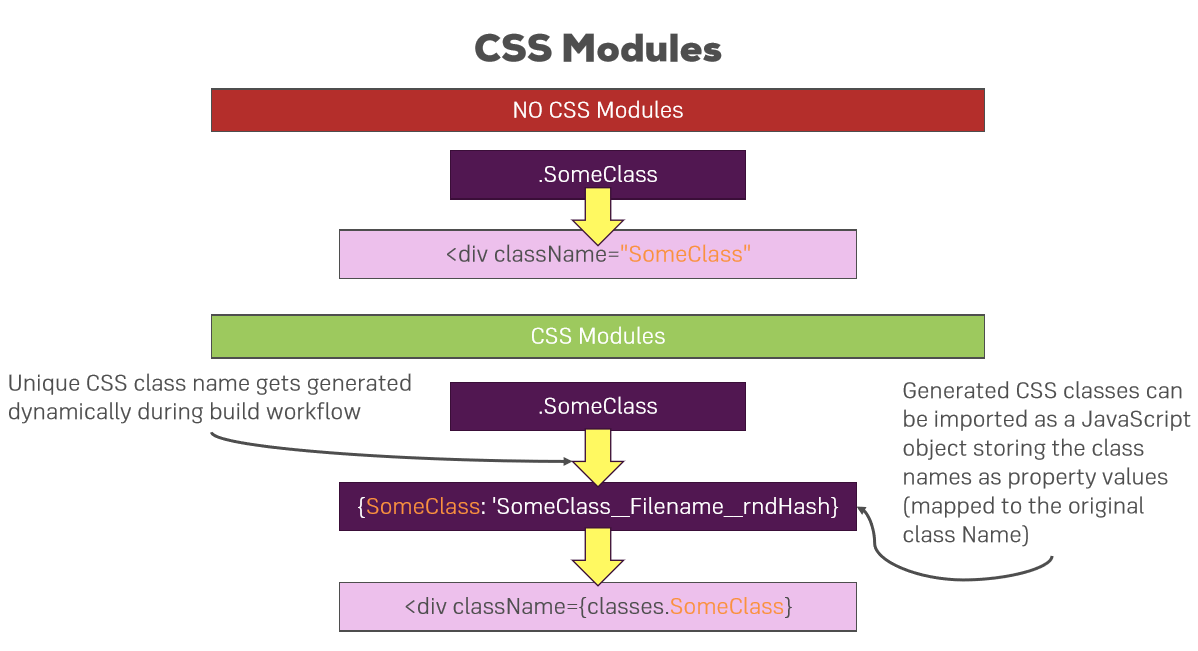 CSS Modules
NO CSS Modules
.SomeClass
<div className="SomeClass"
CSS Modules
Unique CSS class name gets generated
dynamically during build workflow
.SomeClass
Generated CSS classes can
be imported as a JavaScript
object storing the class
names as property values
(mapped to the original
class Name)
{SomeClass: 'SomeClass__Filename__rndHash}
<div className={classes.SomeClass}